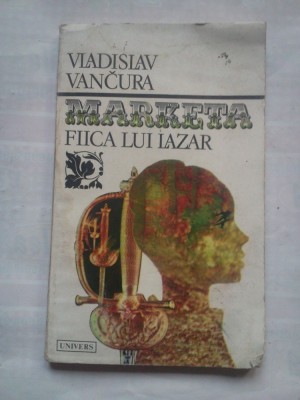 VLADISLAV
VANČURA
MARKETA
FIICA LUI LAZAR
UNIVERS